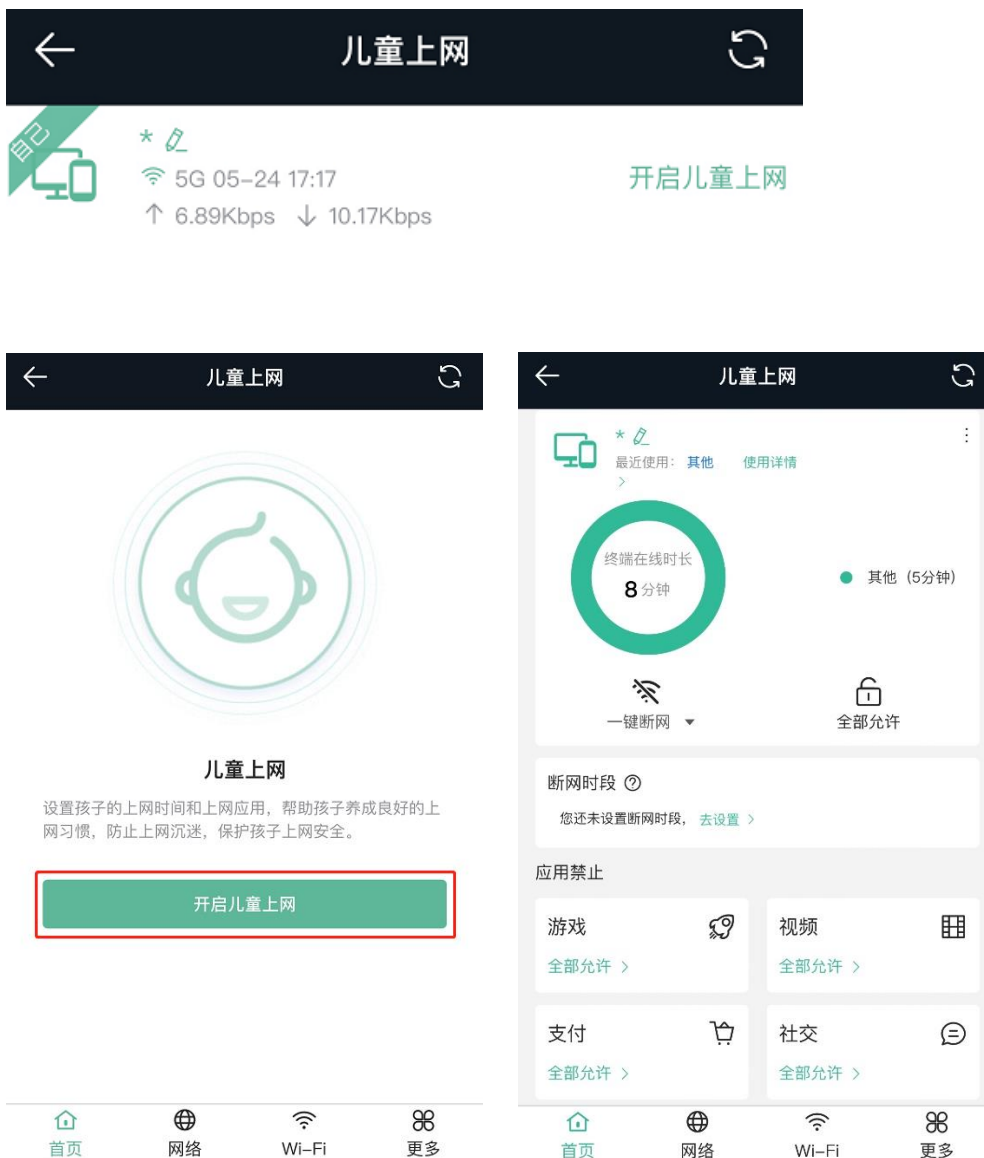 儿童上网
自己
*
5G 05-24 17:17
开启儿童上网
↑ 6.89Kbps ↓ 10.17Kbps
儿童上网
儿童上网
设置孩子的上网时间和上网应用，帮助孩子养成良好的上
网习惯，防止上网沉迷，保护孩子上网安全。
开启儿童上网
首页 网络 Wi-Fi 更多
儿童上网
*
最近使用： 其他 使用详情
>
终端在线时长
8分钟
其他（5分钟）
一键断网 全部允许
断网时段 ?
您还未设置断网时段， 去设置 >
应用禁止
游戏 视频
全部允许 > 全部允许 >
支付 社交
全部允许 > 全部允许 >
首页 网络 Wi-Fi 更多